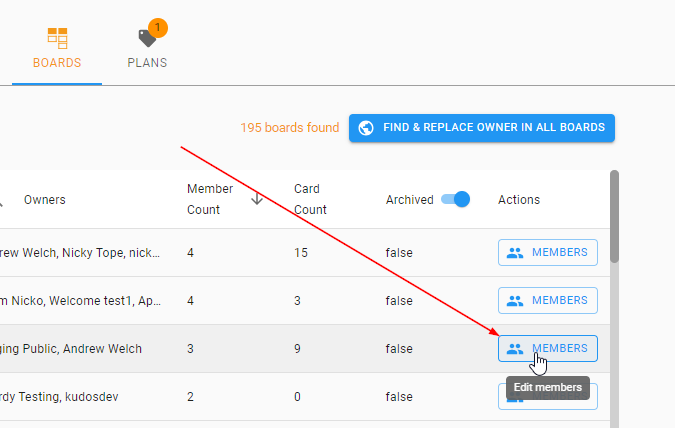 1
BOARDS
PLANS
195 boards found
FIND & REPLACE OWNER IN ALL BOARDS
Owners
Member Count
Card Count
Archived
Actions
rew Welch, Nicky Tope, nick...
4
15
false
MEMBERS
m Nicko, Welcome test1, Ap...
4
3
false
MEMBERS
ging Public, Andrew Welch
3
9
false
MEMBERS
Edit members
rdy Testing, kudosdev
2
0
false